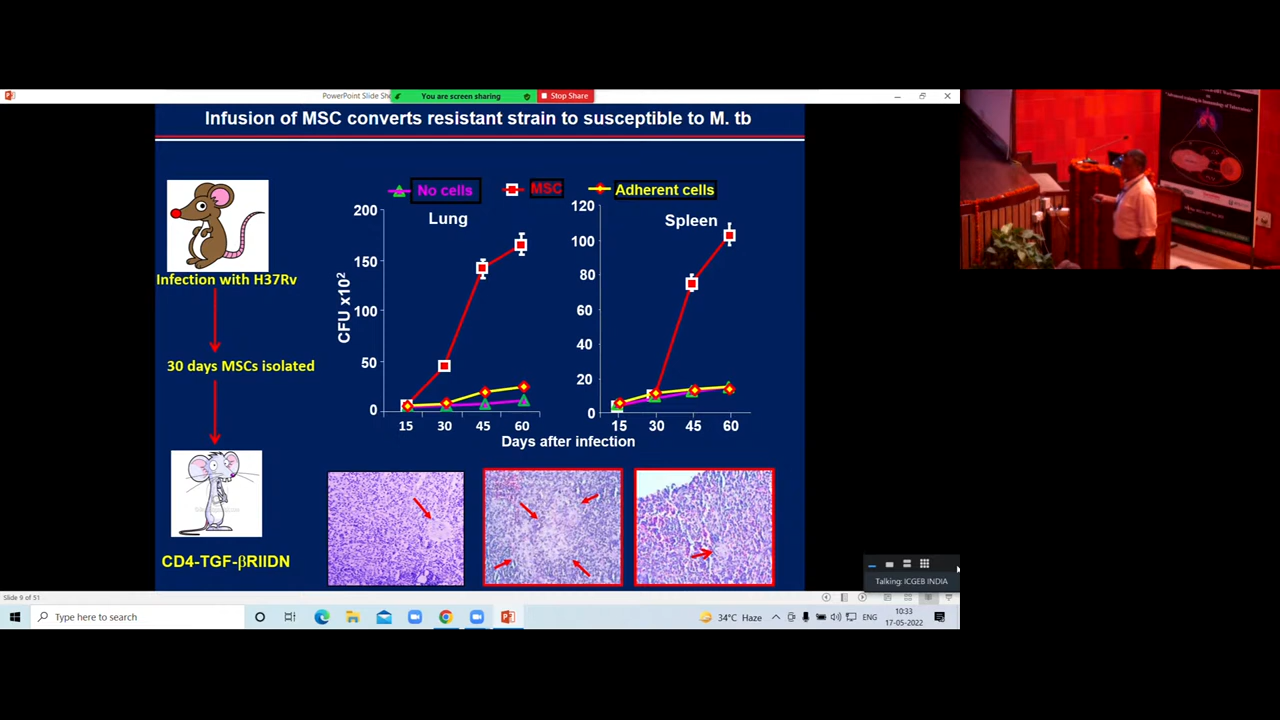 PowerPoint Slide Sh
You are screen sharing
Stop Share
Infusion of MSC converts resistant strain to susceptible to M. tb
No cells
MSC
Adherent cells
Lung
Spleen
200
150
100
50
0
CFU x10²
15 30 45 60
120
100
80
60
40
20
0
15 30 45 60
Days after infection
Infection with H37Rv
30 days MSCs isolated
CD4-TGF-βRIIDN
Talking: ICGEB INDIA
Slide 9 of 51
Type here to search
34°C Haze
ENG
10:33
17-05-2022